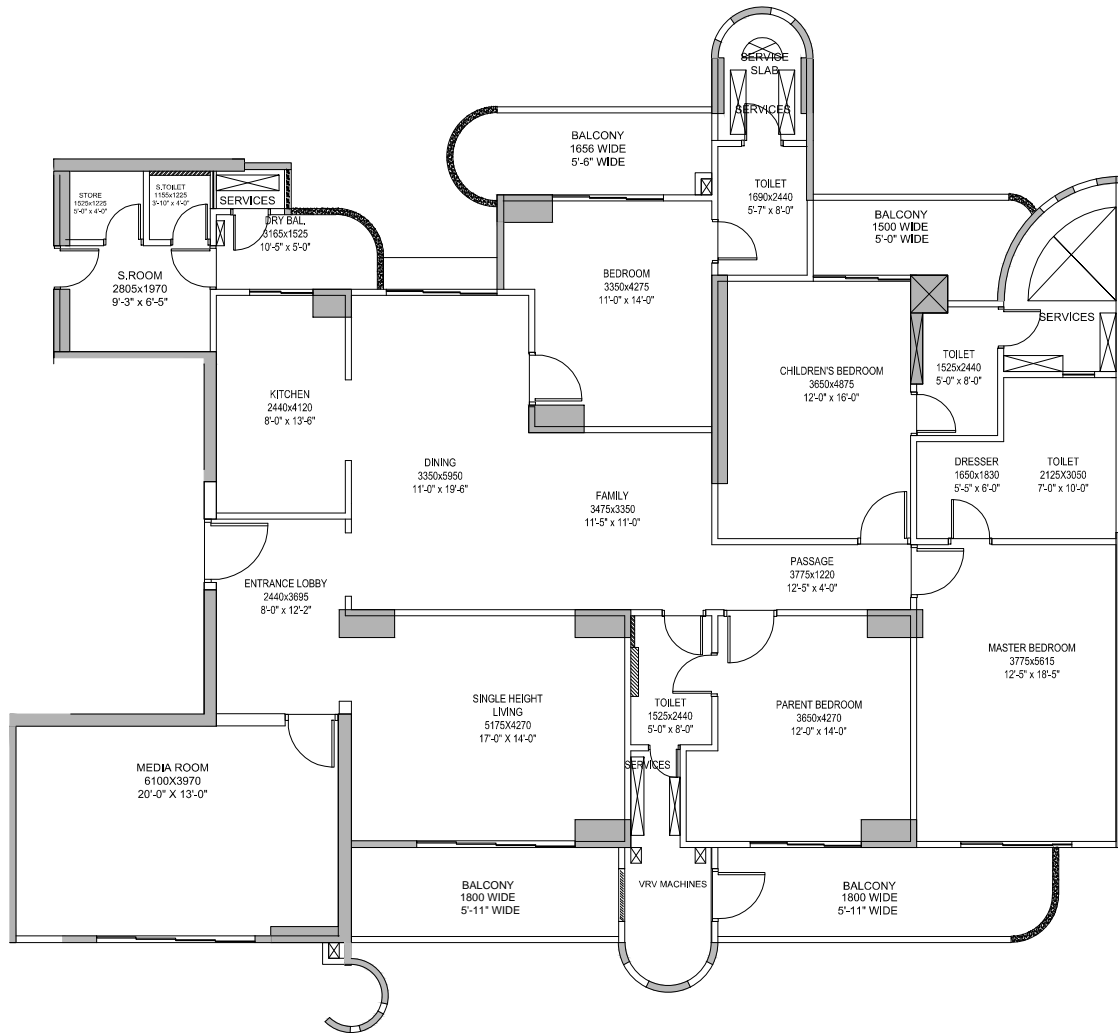 SERVICE
SLAB
SERVICES
BALCONY
1656 WIDE
5'-6" WIDE
TOILET
1690x2440
5'-7" x 8'-0"
STORE
1525x1225
5'-0" x 4'-0"
S.TOILET
1155x1225
3'-10" x 4'-0"
SERVICES
DRY BAL.
3165x1525
10'-5" x 5'-0"
BALCONY
1500 WIDE
5'-0" WIDE
S.ROOM
2805x1970
9'-3" x 6'-5"
BEDROOM
3350x4275
11'-0" x 14'-0"
SERVICES
TOILET
1525x2440
5'-0" x 8'-0"
CHILDREN'S BEDROOM
3650x4875
12'-0" x 16'-0"
KITCHEN
2440x4120
8'-0" x 13'-6"
DINING
3350x5950
11'-0" x 19'-6"
DRESSER
1650x1830
5'-5" x 6'-0"
TOILET
2125X3050
7'-0" x 10'-0"
FAMILY
3475x3350
11'-5" x 11'-0"
PASSAGE
3775x1220
12'-5" x 4'-0"
ENTRANCE LOBBY
2440x3695
8'-0" x 12'-2"
MASTER BEDROOM
3775x5615
12'-5" x 18'-5"
SINGLE HEIGHT
LIVING
5175X4270
17'-0" X 14'-0"
TOILET
1525x2440
5'-0" x 8'-0"
PARENT BEDROOM
3650x4270
12'-0" x 14'-0"
SERVICES
MEDIA ROOM
6100X3970
20'-0" X 13'-0"
BALCONY
1800 WIDE
5'-11" WIDE
VRV MACHINES
BALCONY
1800 WIDE
5'-11" WIDE